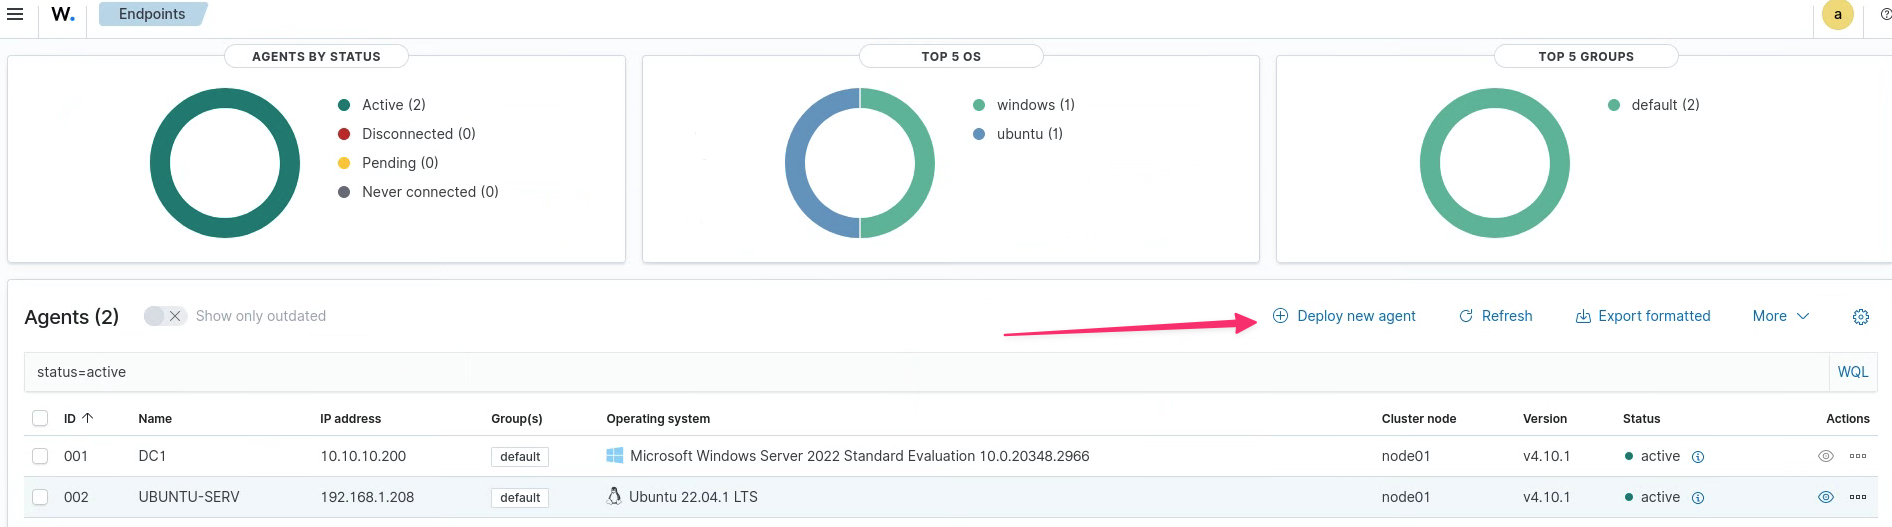 W. Endpoints a
AGENTS BY STATUS
Active (2)
Disconnected (0)
Pending (0)
Never connected (0)
TOP 5 OS
windows (1)
ubuntu (1)
TOP 5 GROUPS
default (2)
Agents (2) Show only outdated Deploy new agent Refresh Export formatted More
status=active WQL
ID Name IP address Group(s) Operating system Cluster node Version Status Actions
001 DC1 10.10.10.200 default Microsoft Windows Server 2022 Standard Evaluation 10.0.20348.2966 node01 v4.10.1 active
002 UBUNTU-SERV 192.168.1.208 default Ubuntu 22.04.1 LTS node01 v4.10.1 active